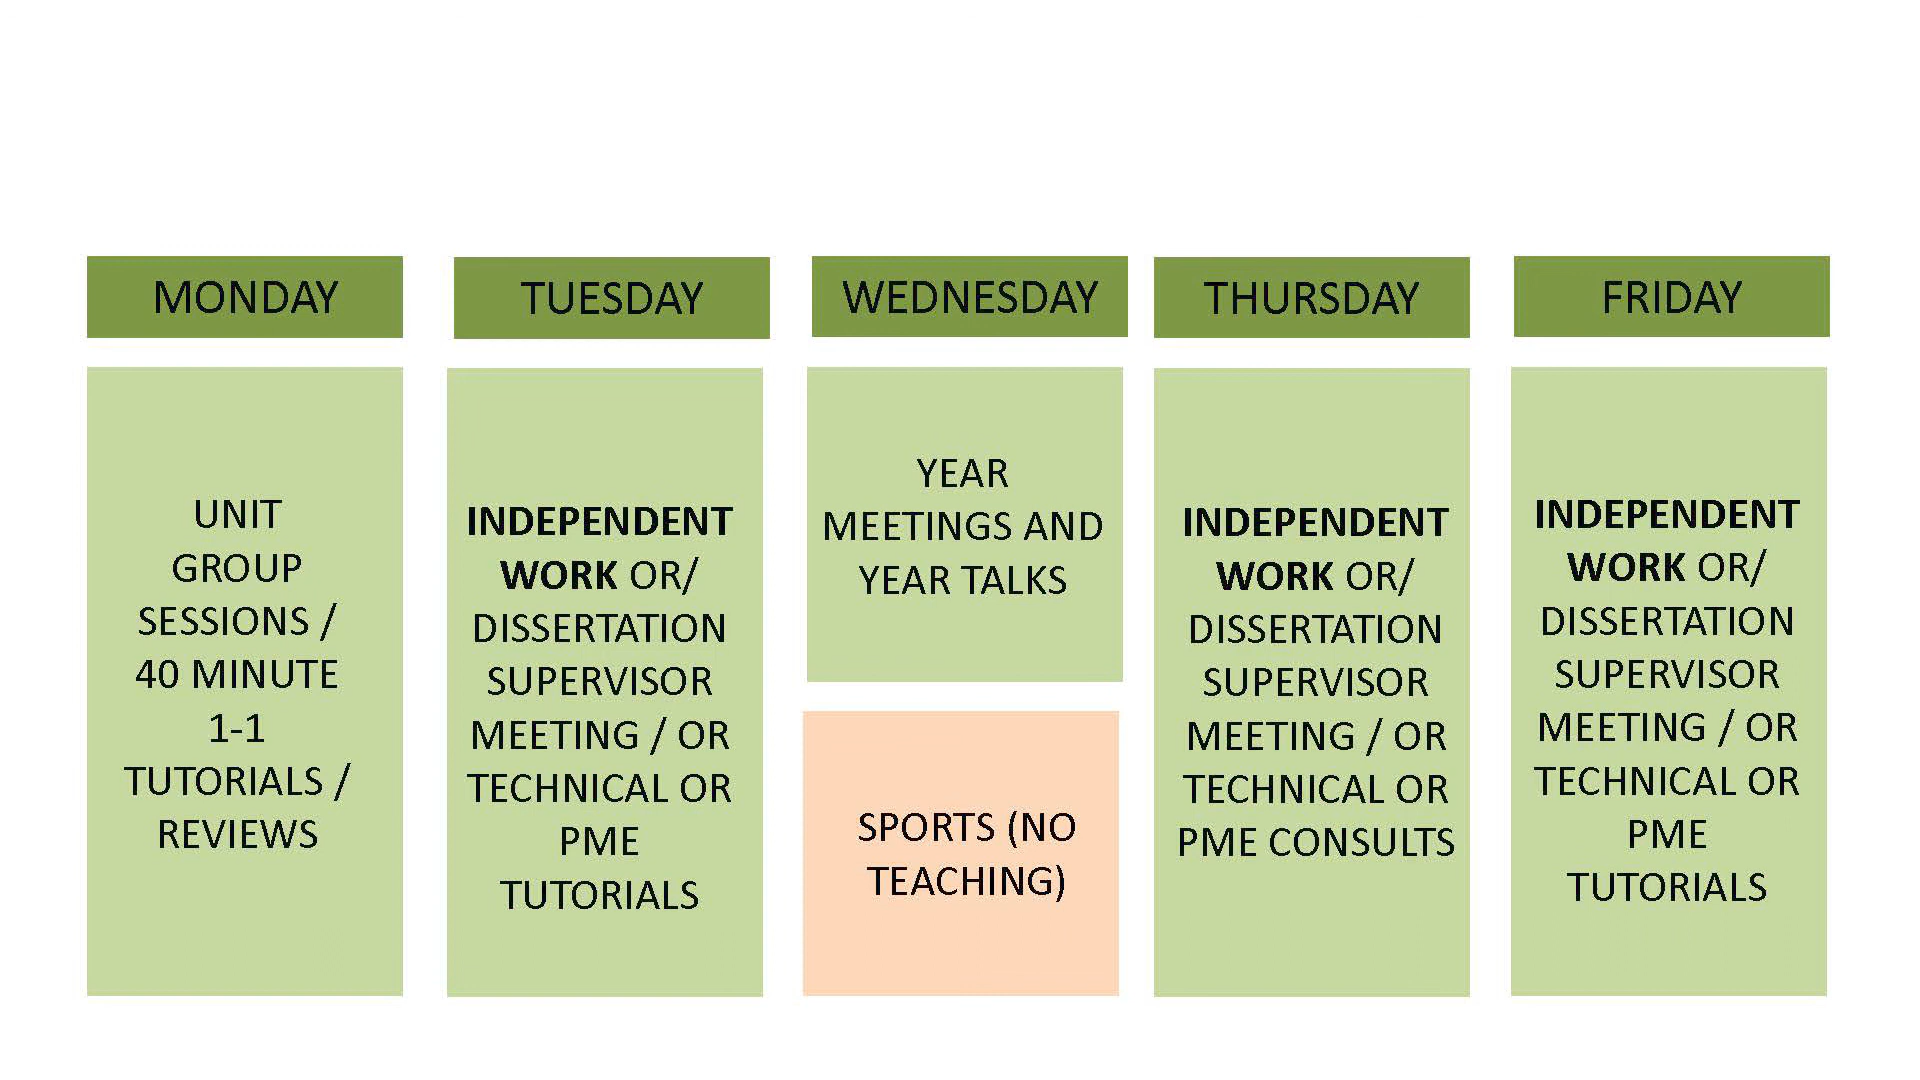 MONDAY
TUESDAY
WEDNESDAY
THURSDAY
FRIDAY
UNIT
GROUP
SESSIONS /
40 MINUTE
1-1
TUTORIALS /
REVIEWS
INDEPENDENT
WORK OR/
DISSERTATION
SUPERVISOR
MEETING / OR
TECHNICAL OR
PME
TUTORIALS
YEAR
MEETINGS AND
YEAR TALKS
SPORTS (NO
TEACHING)
INDEPENDENT
WORK OR/
DISSERTATION
SUPERVISOR
MEETING / OR
TECHNICAL OR
PME CONSULTS
INDEPENDENT
WORK OR/
DISSERTATION
SUPERVISOR
MEETING / OR
TECHNICAL OR
PME
TUTORIALS